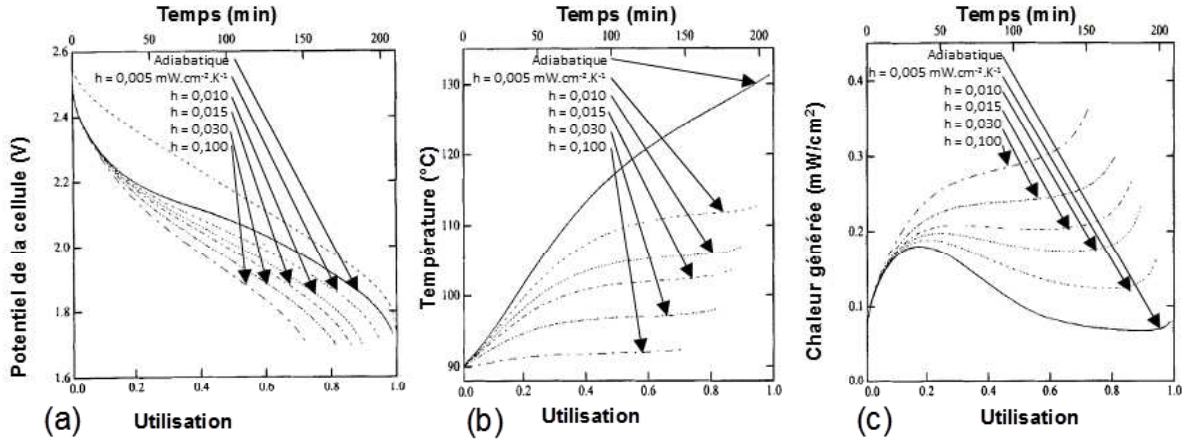 Temps (min)
0 50 100 150 200
2.6
2.4
2.2
2.0
1.8
1.6
Potentiel de la cellule (V)
Adiabatique
h = 0,005 mW.cm⁻².K⁻¹
h = 0,010
h = 0,015
h = 0,030
h = 0,100
0.0 0.2 0.4 0.6 0.8 1.0
(a) Utilisation
Temps (min)
0 50 100 150 200
140
130
120
110
100
90
Température (°C)
Adiabatique
h = 0,005 mW.cm⁻².K⁻¹
h = 0,010
h = 0,015
h = 0,030
h = 0,100
0.0 0.2 0.4 0.6 0.8 1.0
(b) Utilisation
Temps (min)
0 50 100 150 200
0.4
0.3
0.2
0.1
0.0
Chaleur générée (mW/cm²)
Adiabatique
h = 0,005 mW.cm⁻².K⁻¹
h = 0,010
h = 0,015
h = 0,030
h = 0,100
0.0 0.2 0.4 0.6 0.8 1.0
(c) Utilisation